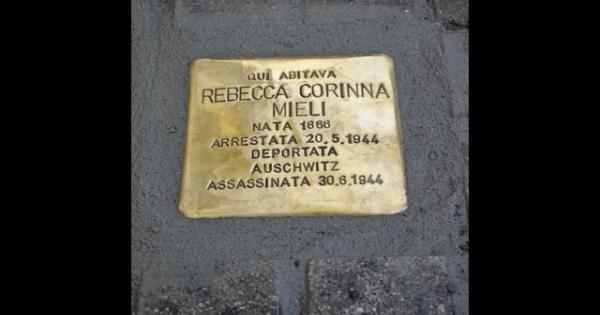 QUI ABITAVA
REBECCA CORINNA
MIELI
NATA 1866
ARRESTATA 20.5.1944
DEPORTATA
AUSCHWITZ
ASSASSINATA 30.6.1944